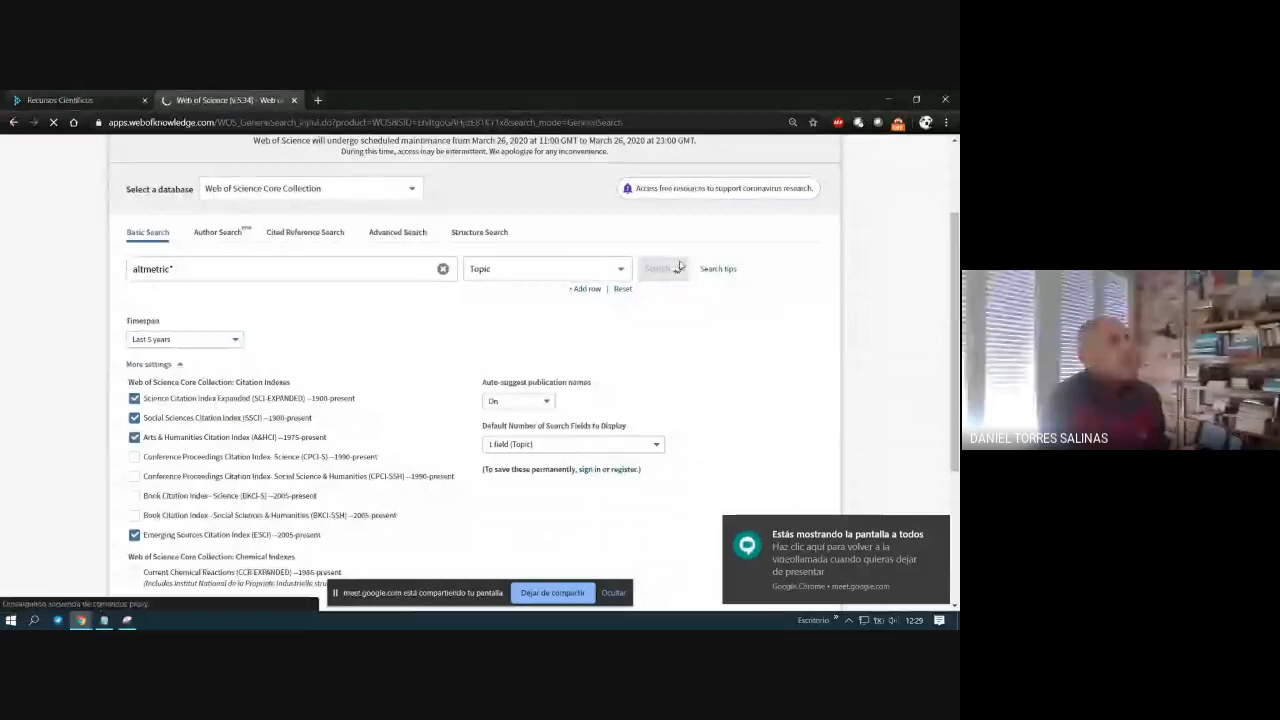 Recursos Científicos
Web of Science [v.5.34] - Web of
Web of Science will undergo scheduled maintinance from March 26, 2020 at 11:00 GMT to March 26, 2020 at 23:00 GMT.
During this time, access may be intermittent. We apologize for any inconvenience.
Select a database
Web of Science Core Collection
Access free resources to support coronavirus research.
Basic Search
Author Search
Cited Reference Search
Advanced Search
Structure Search
altmetric*
Topic
Search
Search tips
+ Add row | Reset
Timespan
Last 5 years
More settings
Web of Science Core Collection: Citation Indexes
Auto-suggest publication names
Science Citation Index Expanded (SCI-EXPANDED) --1900-present
On
Social Sciences Citation Index (SSCI) --1900-present
Default Number of Search Fields to Display
Arts & Humanities Citation Index (A&HCI) --1975-present
1 field (Topic)
Conference Proceedings Citation Index- Science (CPCI-S) --1990-present
(To save these permanently, sign in or register.)
Conference Proceedings Citation Index- Social Science & Humanities (CPCI-SSH) --1990-present
Book Citation Index– Science (BKCI-S) --2005-present
Book Citation Index– Social Sciences & Humanities (BKCI-SSH) --2005-present
Emerging Sources Citation Index (ESCI) --2005-present
Web of Science Core Collection: Chemical Indexes
Current Chemical Reactions (CCR-EXPANDED) --1985-present
(Includes Institut National de la Propriete Industrielle stru
Estás mostrando la pantalla a todos
Haz clic aquí para volver a la
videollamada cuando quieras dejar
de presentar
Google Chrome • meet.google.com
meet.google.com está compartiendo tu pantalla
Dejar de compartir
Ocultar
Escritorio
12:29
DANIEL TORRES SALINAS